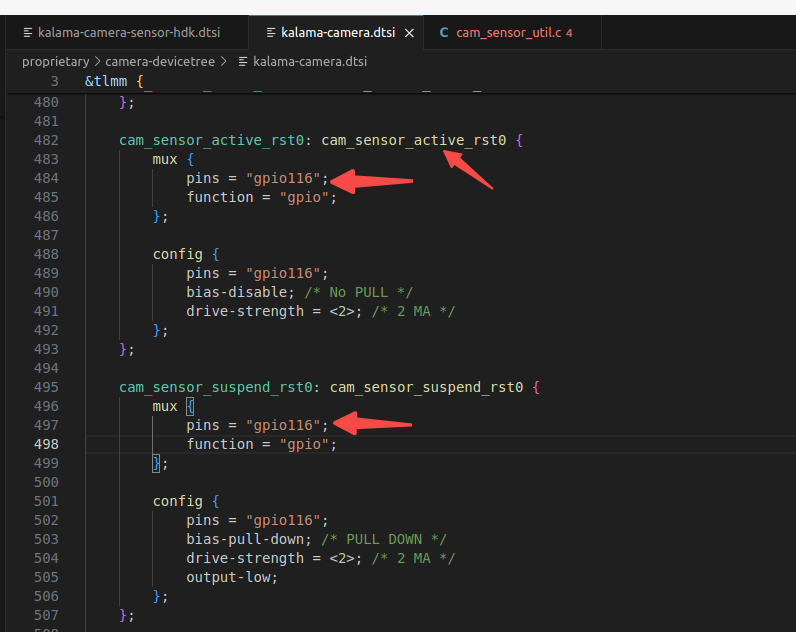 kalama-camera-sensor-hdk.dtsi kalama-camera.dtsi × C cam_sensor_util.c 4
proprietary > camera-devicetree > kalama-camera.dtsi
3 &tlmm {
480 };
481
482 cam_sensor_active_rst0: cam_sensor_active_rst0 {
483 mux {
484 pins = "gpio116";
485 function = "gpio";
486 };
487
488 config {
489 pins = "gpio116";
490 bias-disable; /* No PULL */
491 drive-strength = <2>; /* 2 MA */
492 };
493 };
494
495 cam_sensor_suspend_rst0: cam_sensor_suspend_rst0 {
496 mux {
497 pins = "gpio116";
498 function = "gpio";
499 };
500
501 config {
502 pins = "gpio116";
503 bias-pull-down; /* PULL DOWN */
504 drive-strength = <2>; /* 2 MA */
505 output-low;
506 };
507 };